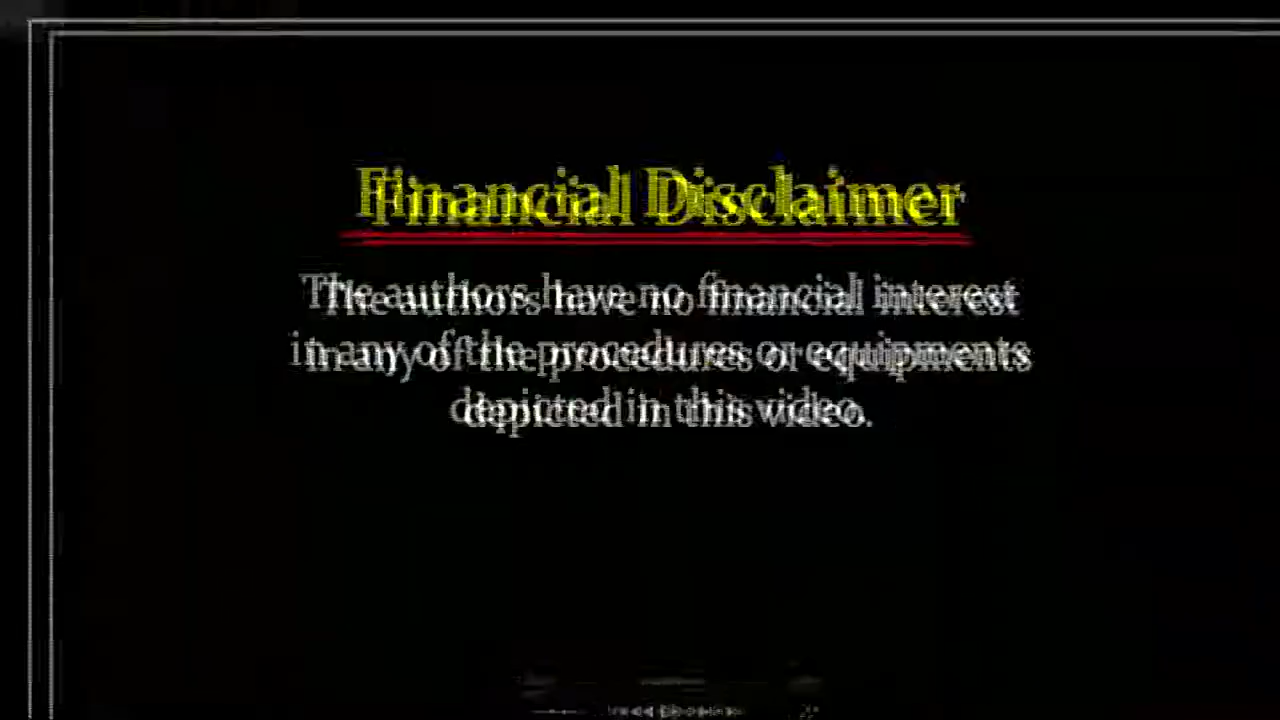 Financial Disclaimer
The authors have no financial interest
in any of the procedures or equipments
depicted in this video.